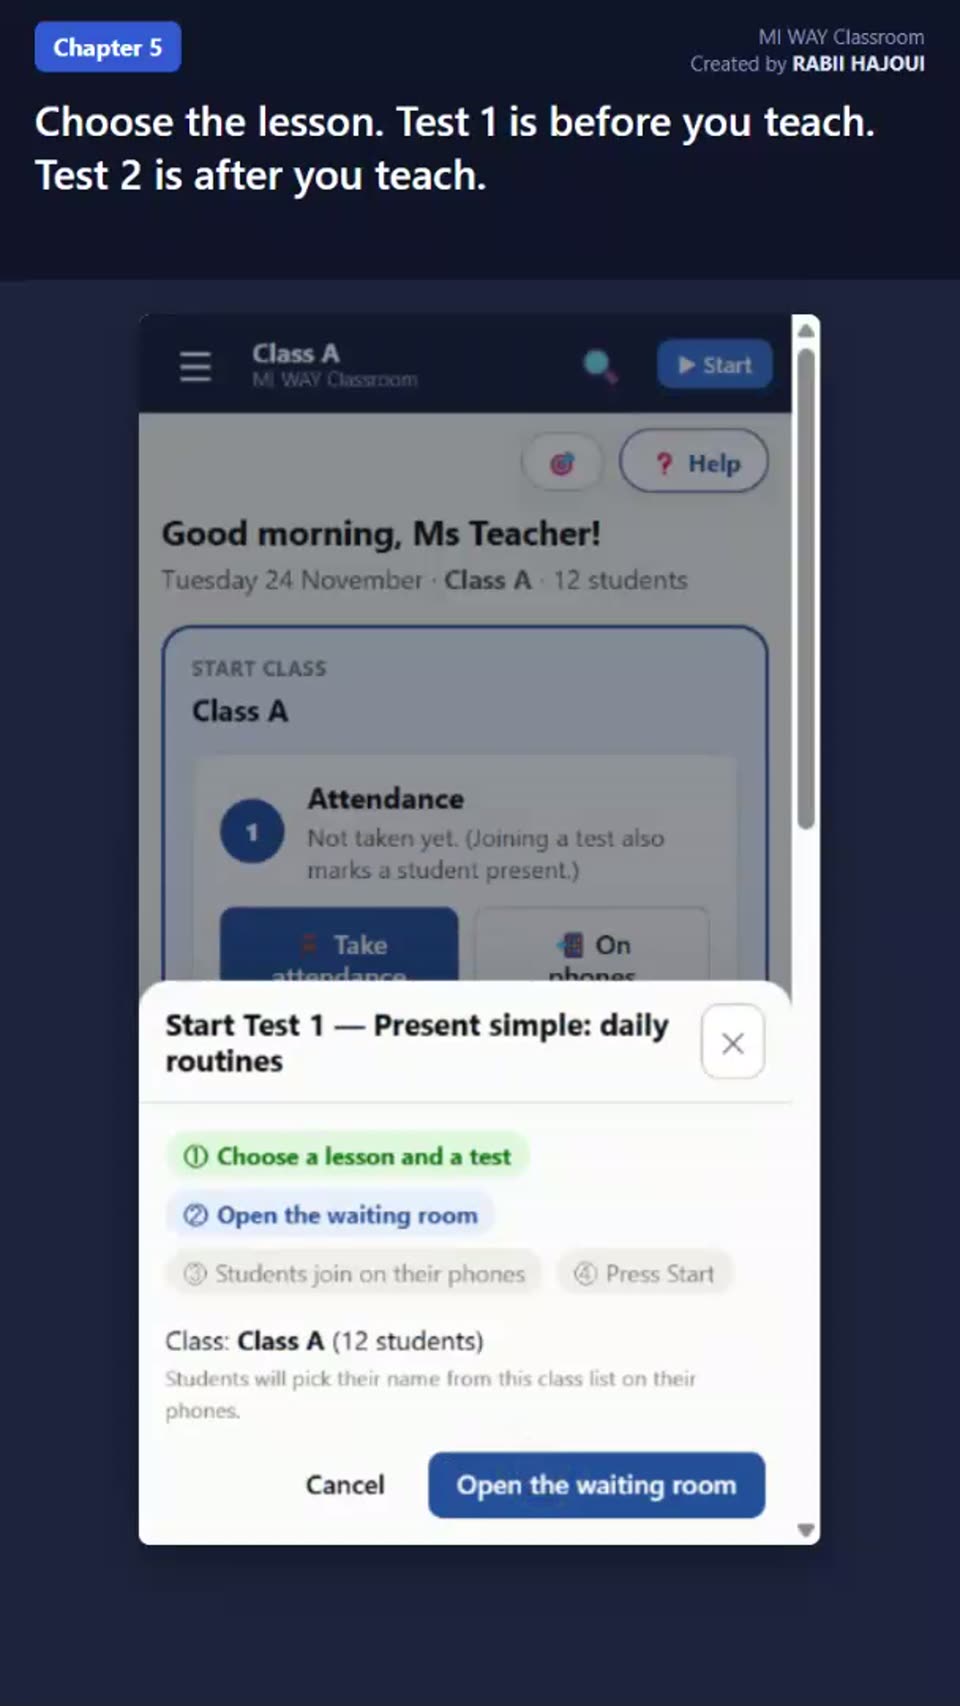 Chapter 5
MI WAY Classroom
Created by RABII HAJOUI
Choose the lesson. Test 1 is before you teach.
Test 2 is after you teach.
Class A
MI WAY Classroom
▶ Start
❓ Help
Good morning, Ms Teacher!
Tuesday 24 November · Class A · 12 students
START CLASS
Class A
1
Attendance
Not taken yet. (Joining a test also
marks a student present.)
Take
attendance
On
phones
Start Test 1 — Present simple: daily
routines
① Choose a lesson and a test
② Open the waiting room
③ Students join on their phones
④ Press Start
Class: Class A (12 students)
Students will pick their name from this class list on their
phones.
Cancel
Open the waiting room